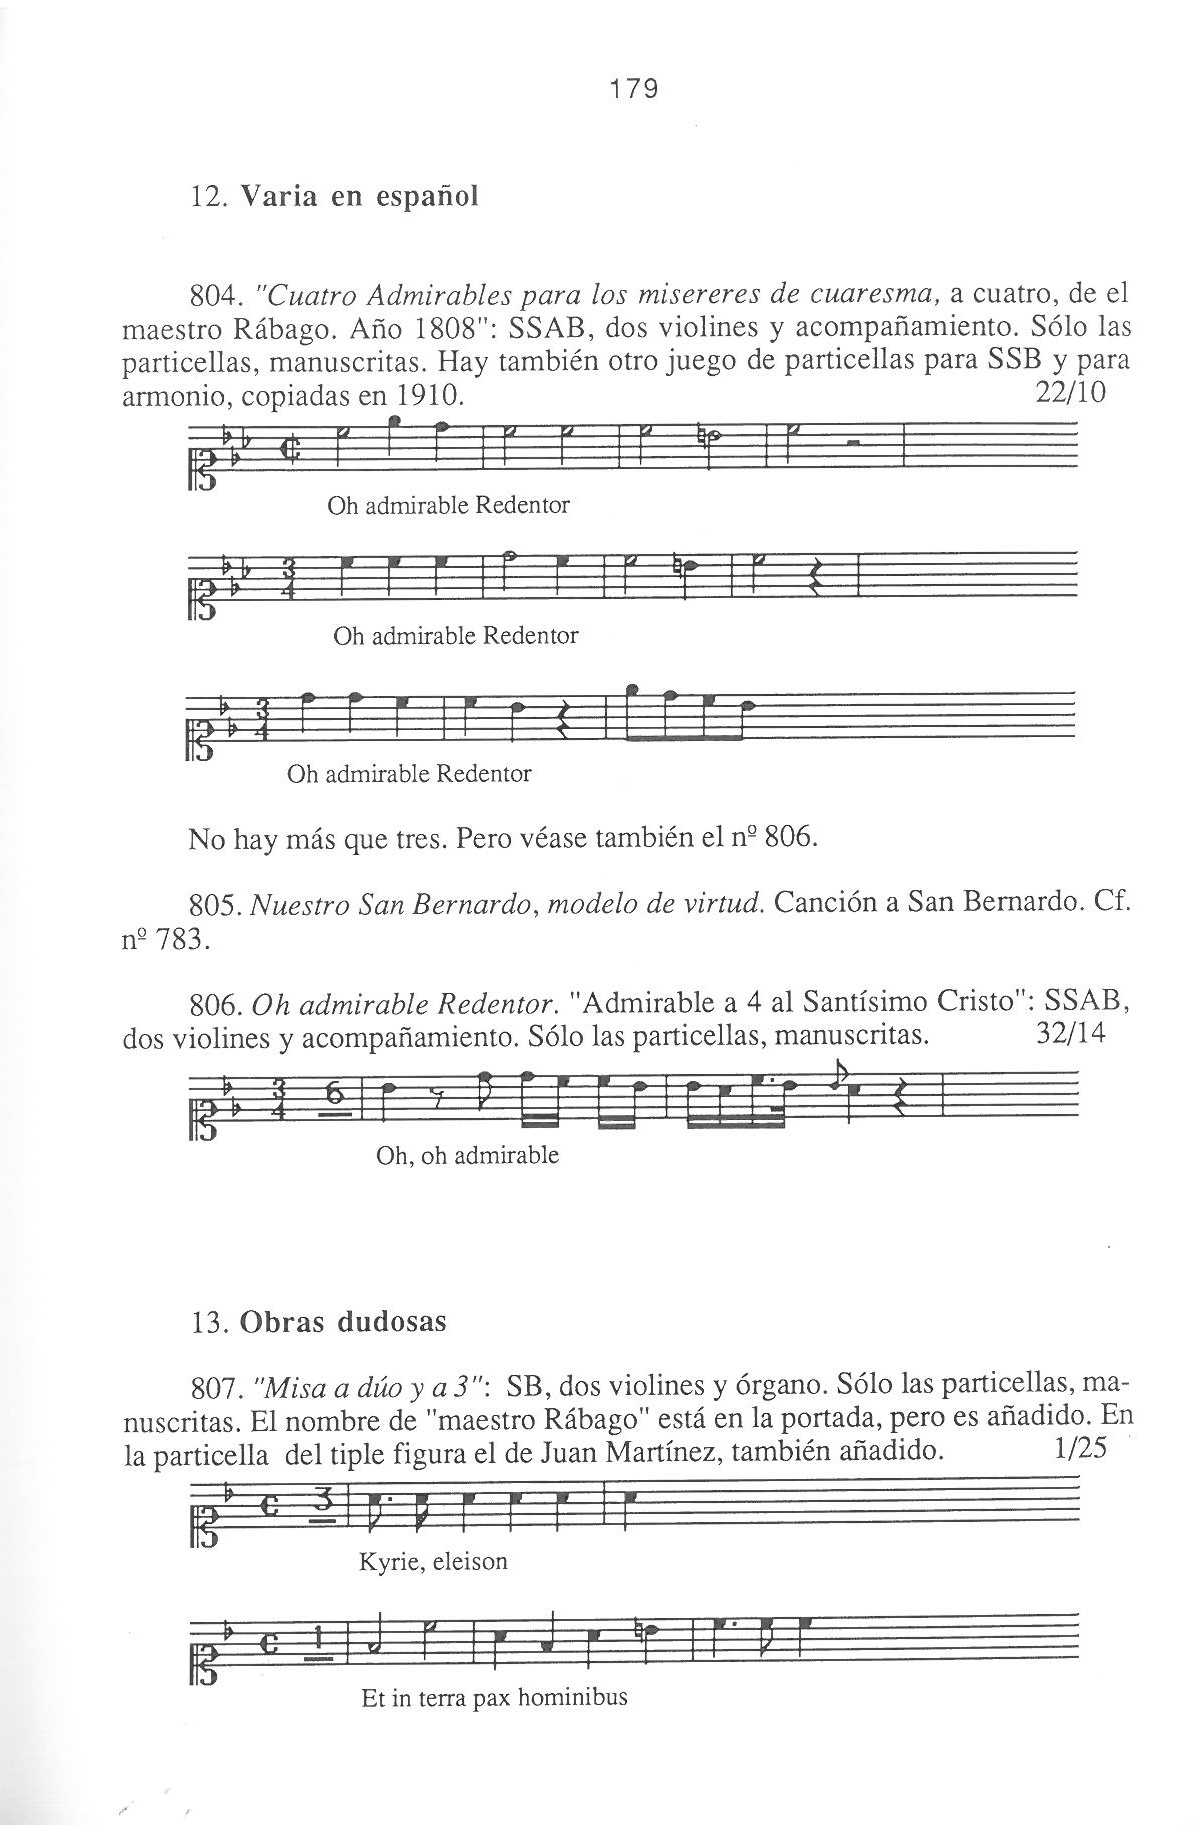 179
12. Varia en español
804. "Cuatro Admirables para los misereres de cuaresma, a cuatro, de el
maestro Rábago. Año 1808": SSAB, dos violines y acompañamiento. Sólo las
particellas, manuscritas. Hay también otro juego de particellas para SSB y para
armonio, copiadas en 1910. 22/10
Oh admirable Redentor
3
4
Oh admirable Redentor
3
4
Oh admirable Redentor
No hay más que tres. Pero véase también el nº 806.
805. Nuestro San Bernardo, modelo de virtud. Canción a San Bernardo. Cf.
nº 783.
806. Oh admirable Redentor. "Admirable a 4 al Santísimo Cristo": SSAB,
dos violines y acompañamiento. Sólo las particellas, manuscritas. 32/14
3 6
4
Oh, oh admirable
13. Obras dudosas
807. "Misa a dúo y a 3": SB, dos violines y órgano. Sólo las particellas, ma-
nuscritas. El nombre de "maestro Rábago" está en la portada, pero es añadido. En
la particella del tiple figura el de Juan Martínez, también añadido. 1/25
3
Kyrie, eleison
1
Et in terra pax hominibus